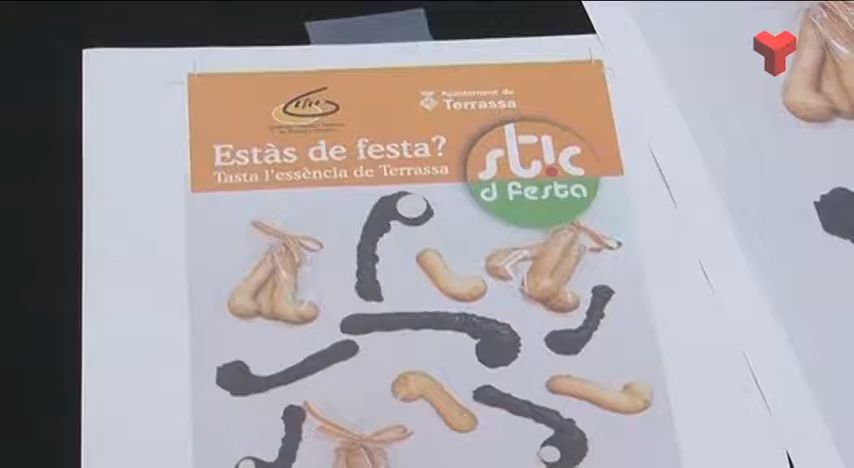 Ajuntament de
Terrassa
Estàs de festa?
Tasta l'essència de Terrassa
stic
d festa